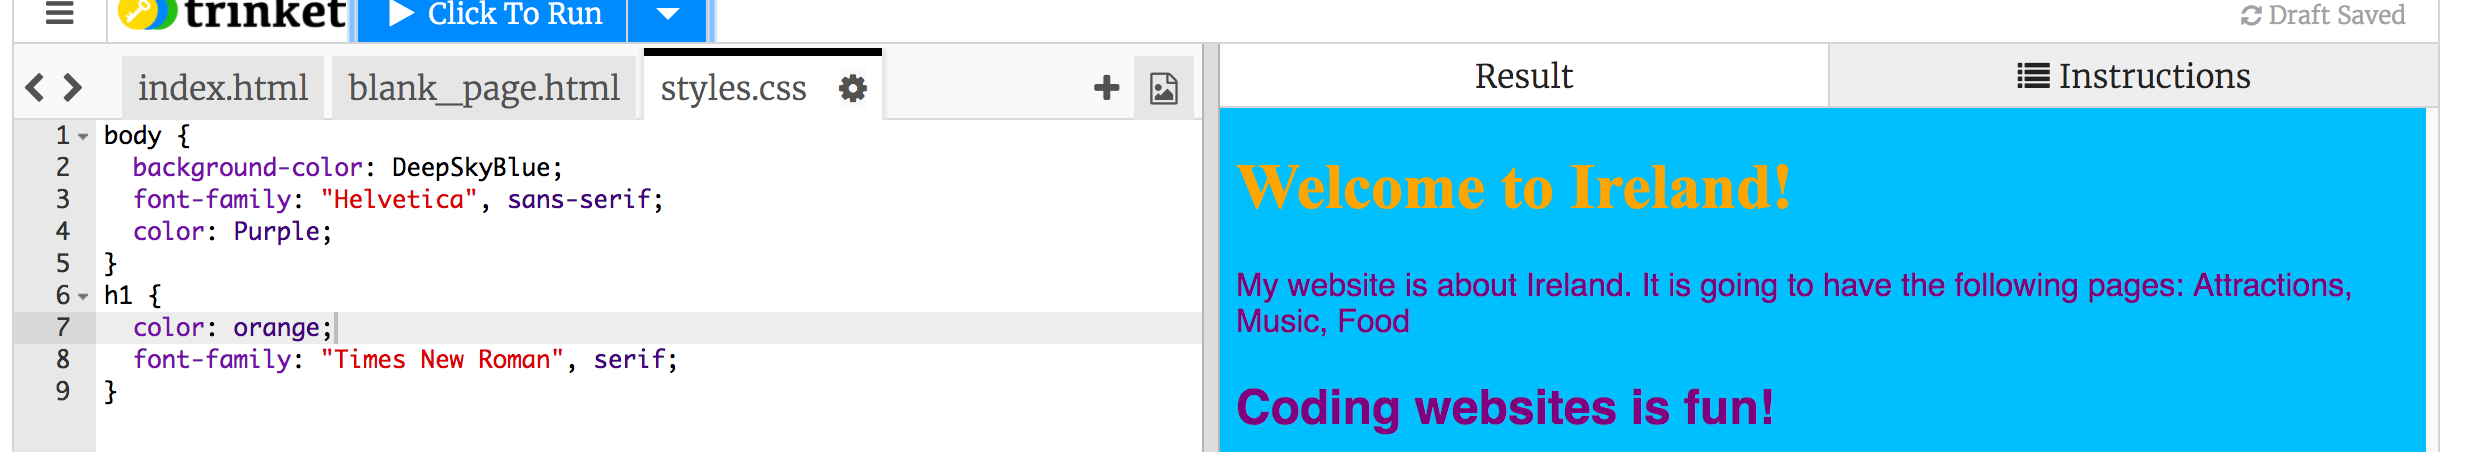 trinket Click To Run Draft Saved
index.html blank_page.html styles.css Result Instructions
1 body {
2 background-color: DeepSkyBlue;
3 font-family: "Helvetica", sans-serif;
4 color: Purple;
5 }
6 h1 {
7 color: orange;
8 font-family: "Times New Roman", serif;
9 }
Welcome to Ireland!
My website is about Ireland. It is going to have the following pages: Attractions,
Music, Food
Coding websites is fun!